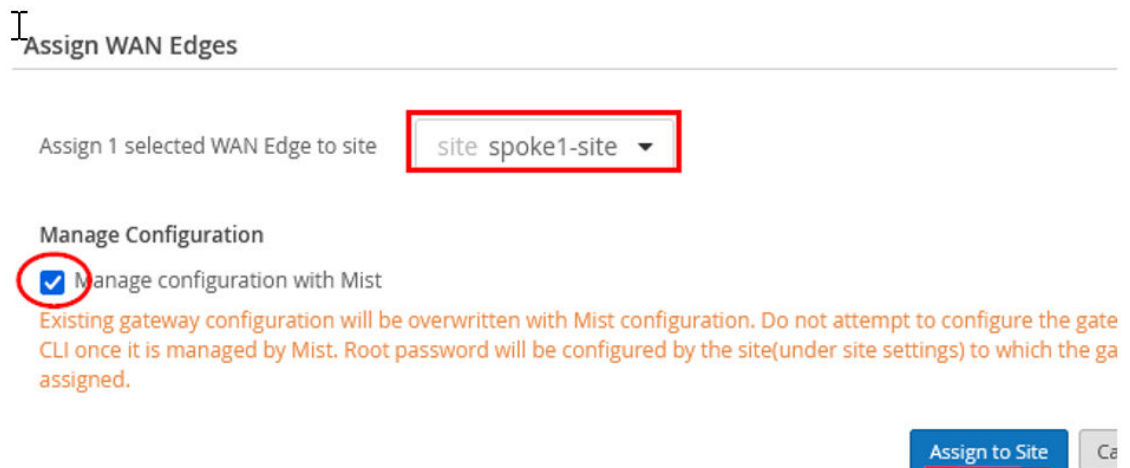 Assign WAN Edges
Assign 1 selected WAN Edge to site site spoke1-site
Manage Configuration
Manage configuration with Mist
Existing gateway configuration will be overwritten with Mist configuration. Do not attempt to configure the gate
CLI once it is managed by Mist. Root password will be configured by the site(under site settings) to which the ga
assigned.
Assign to Site Ca